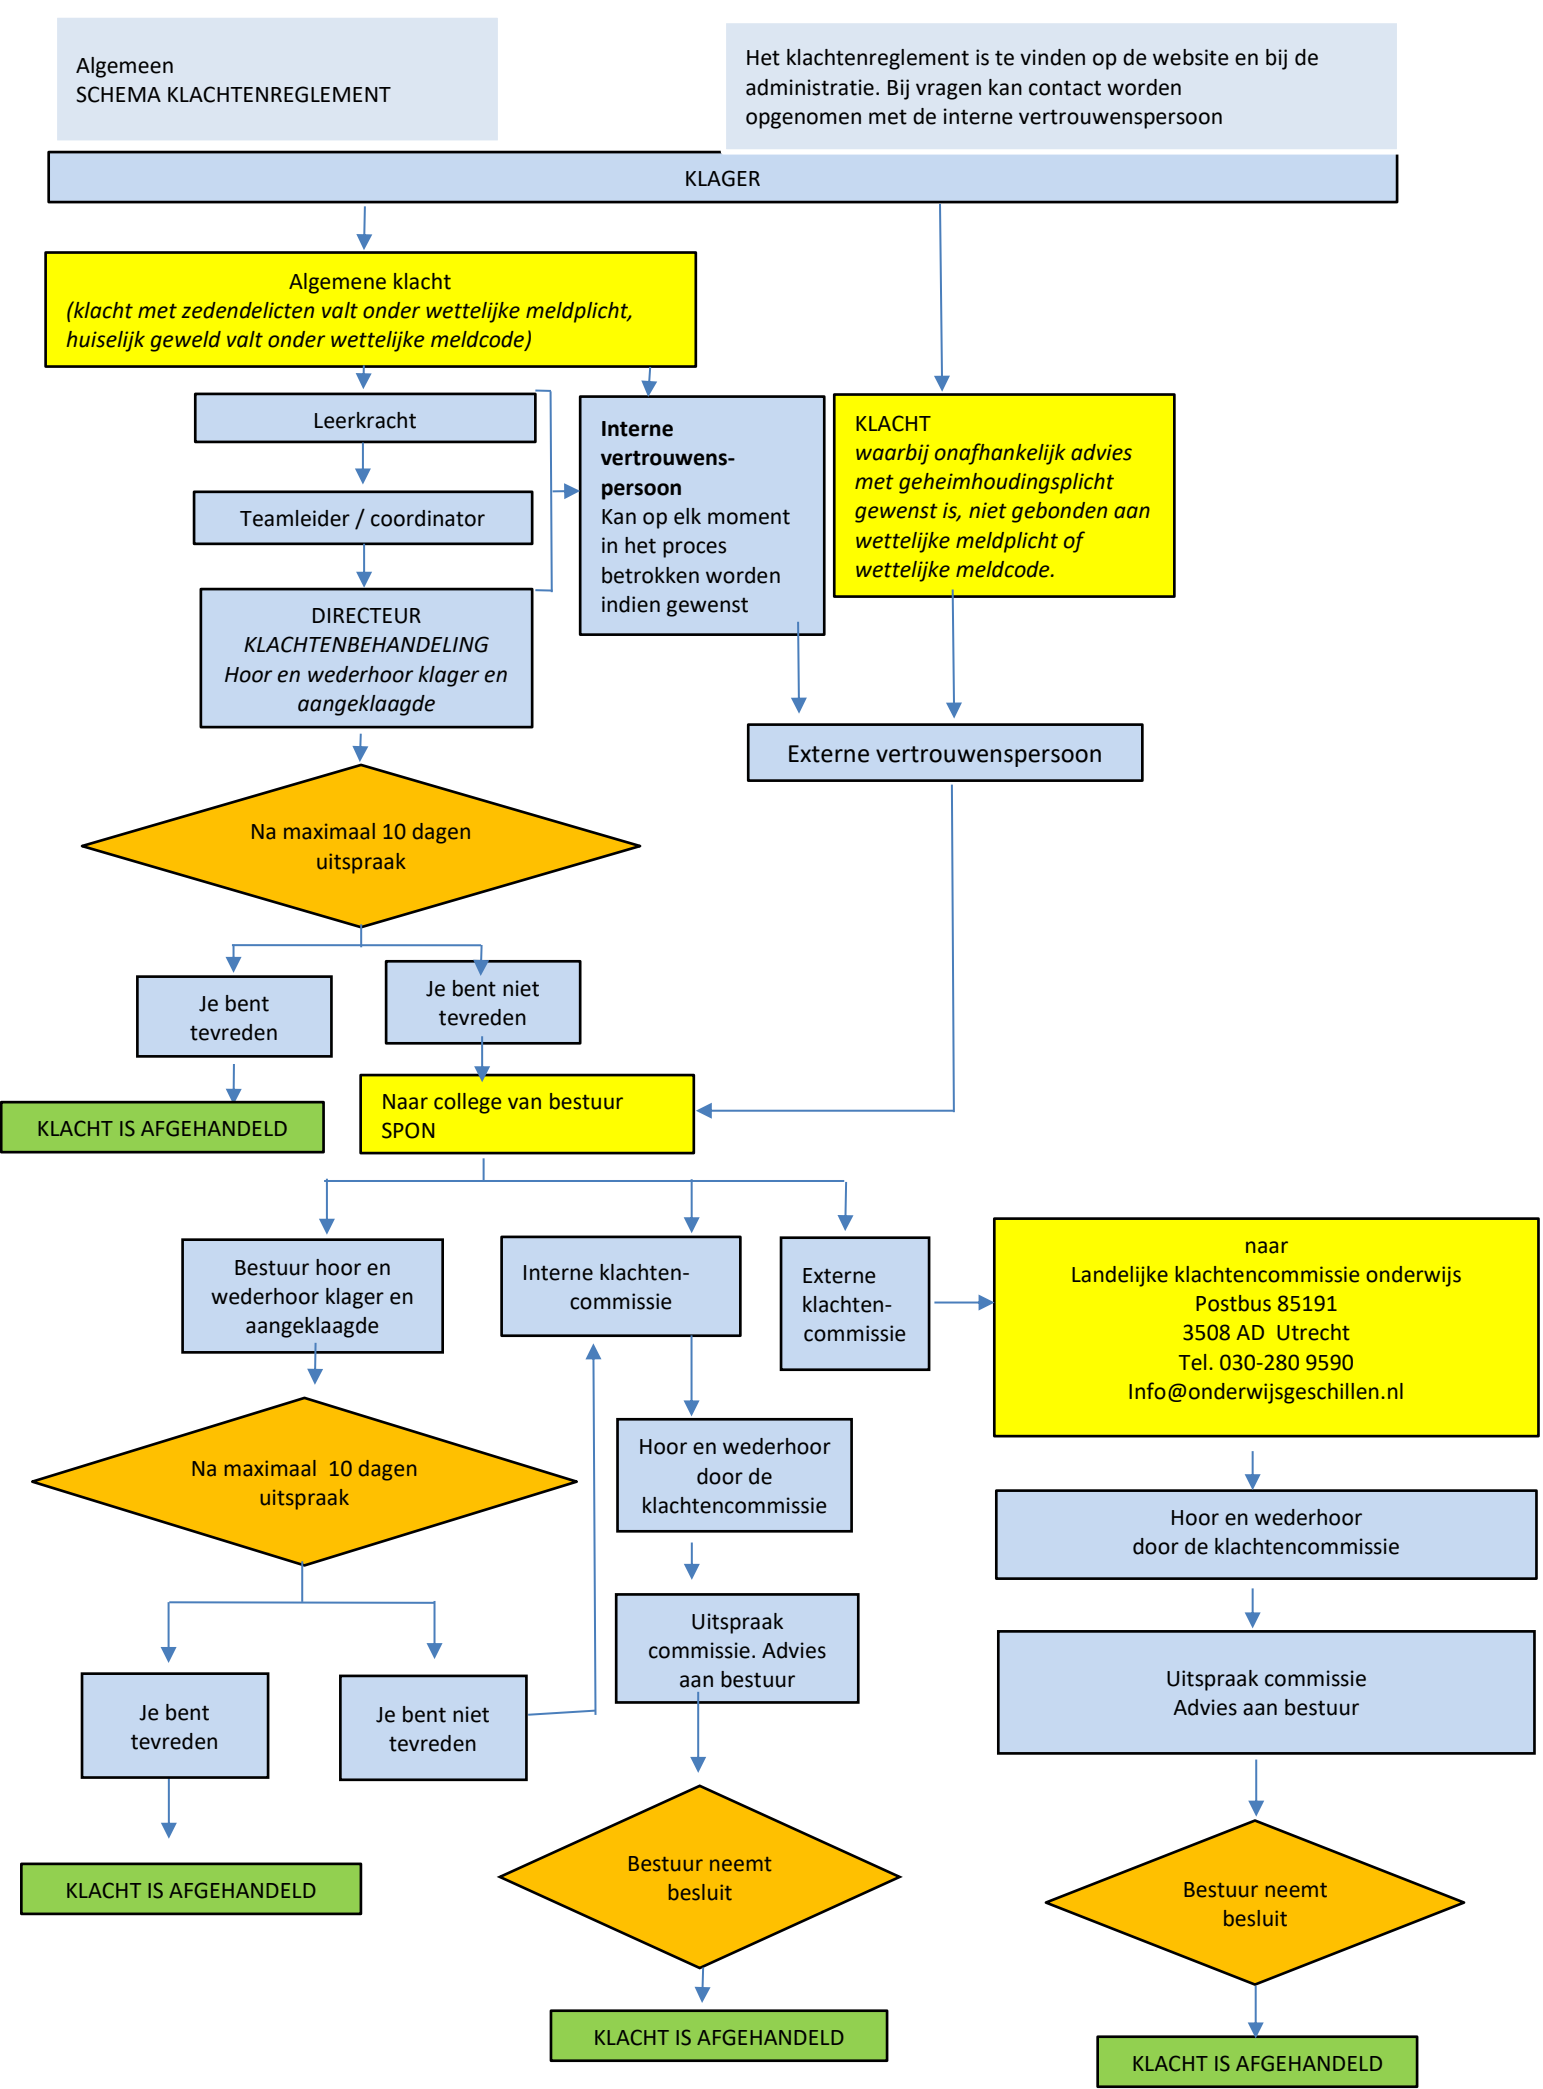 Algemeen
SCHEMA KLACHTENREGLEMENT
Het klachtenreglement is te vinden op de website en bij de
administratie. Bij vragen kan contact worden
opgenomen met de interne vertrouwenspersoon
KLAGER
Algemene klacht
(klacht met zedendelicten valt onder wettelijke meldplicht,
huiselijk geweld valt onder wettelijke meldcode)
Leerkracht
Teamleider / coordinator
DIRECTEUR
KLACHTENBEHANDELING
Hoor en wederhoor klager en
aangeklaagde
Interne
vertrouwens-
persoon
Kan op elk moment
in het proces
betrokken worden
indien gewenst
KLACHT
waarbij onafhankelijk advies
met geheimhoudingsplicht
gewenst is, niet gebonden aan
wettelijke meldplicht of
wettelijke meldcode.
Externe vertrouwenspersoon
Na maximaal 10 dagen
uitspraak
Je bent
tevreden
Je bent niet
tevreden
KLACHT IS AFGEHANDELD
Naar college van bestuur
SPON
Bestuur hoor en
wederhoor klager en
aangeklaagde
Interne klachten-
commissie
Externe
klachten-
commissie
naar
Landelijke klachtencommissie onderwijs
Postbus 85191
3508 AD  Utrecht
Tel. 030-280 9590
Info@onderwijsgeschillen.nl
Na maximaal  10 dagen
uitspraak
Hoor en wederhoor
door de
klachtencommissie
Hoor en wederhoor
door de klachtencommissie
Uitspraak
commissie. Advies
aan bestuur
Uitspraak commissie
Advies aan bestuur
Je bent
tevreden
Je bent niet
tevreden
KLACHT IS AFGEHANDELD
Bestuur neemt
besluit
Bestuur neemt
besluit
KLACHT IS AFGEHANDELD
KLACHT IS AFGEHANDELD